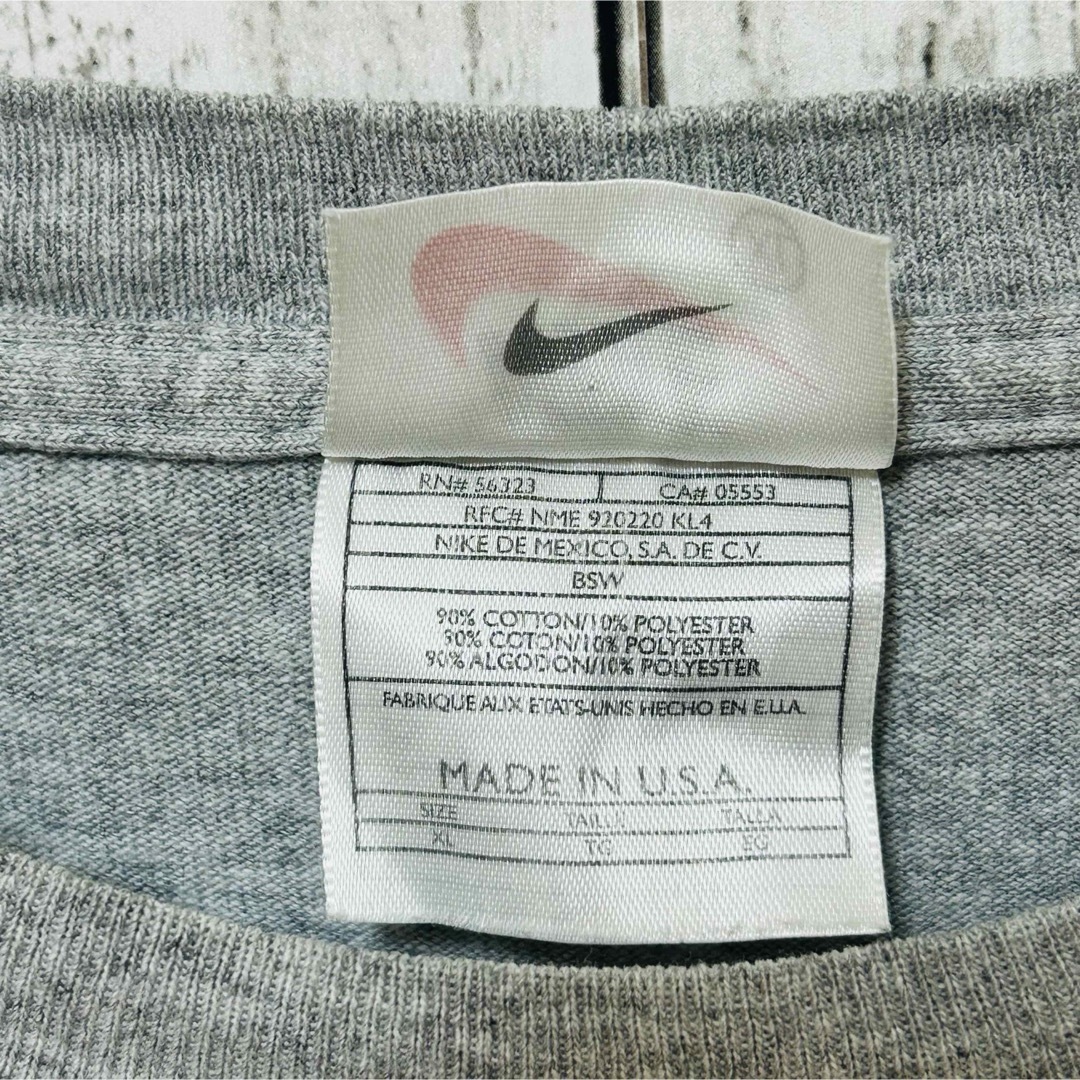 RN# 56323 CA# 05553
RFC# NME 920220 KL4
NIKE DE MEXICO, S.A. DE C.V.
BSW
90% COTTON/10% POLYESTER
90% COTON/10% POLYESTER
90% ALGODON/10% POLYESTER
FABRIQUE AUX ETATS-UNIS HECHO EN E.U.A.
MADE IN U.S.A.
SIZE TAILLE TALLA
XL TG EG